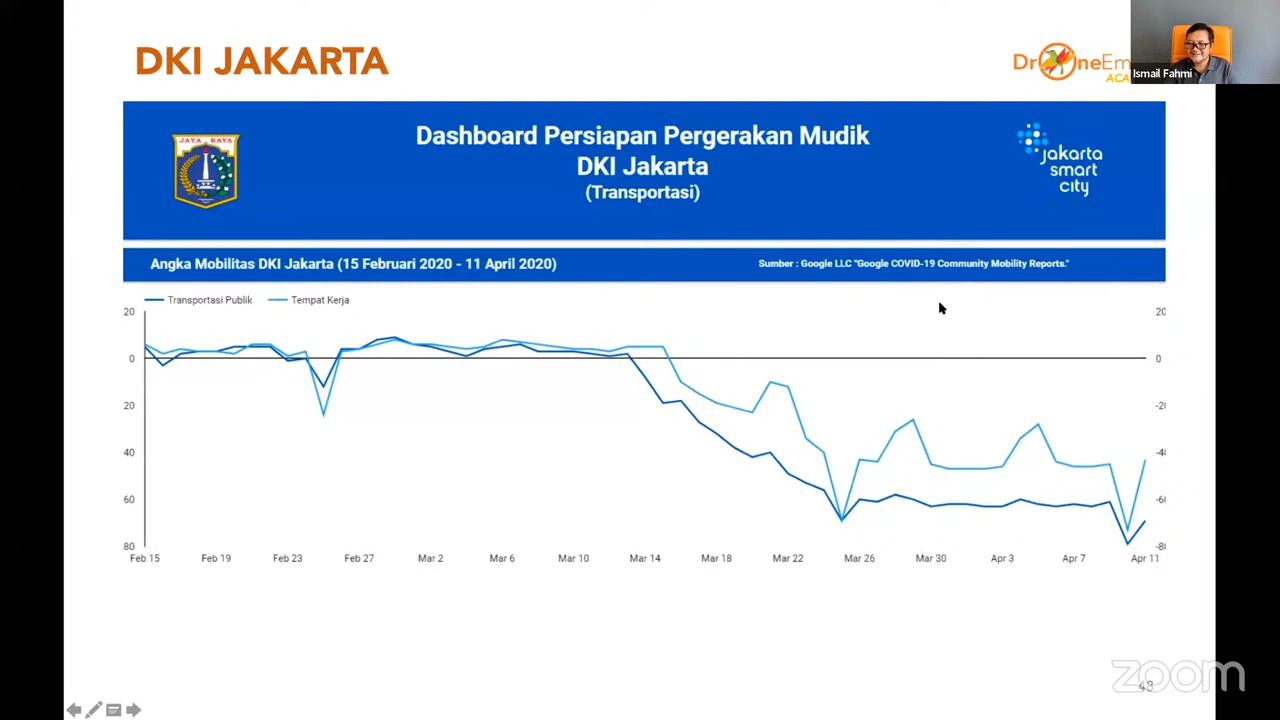 DKI JAKARTA
Dr neEm
ACA
Ismail Fahmi
JAYA RAYA
Dashboard Persiapan Pergerakan Mudik
DKI Jakarta
(Transportasi)
jakarta
smart
city
Angka Mobilitas DKI Jakarta (15 Februari 2020 - 11 April 2020)
Sumber : Google LLC "Google COVID-19 Community Mobility Reports."
Transportasi Publik
Tempat Kerja
20
0
20
40
60
80
20
0
-20
-40
-60
-80
Feb 15 Feb 19 Feb 23 Feb 27 Mar 2 Mar 6 Mar 10 Mar 14 Mar 18 Mar 22 Mar 26 Mar 30 Apr 3 Apr 7 Apr 11
zoom